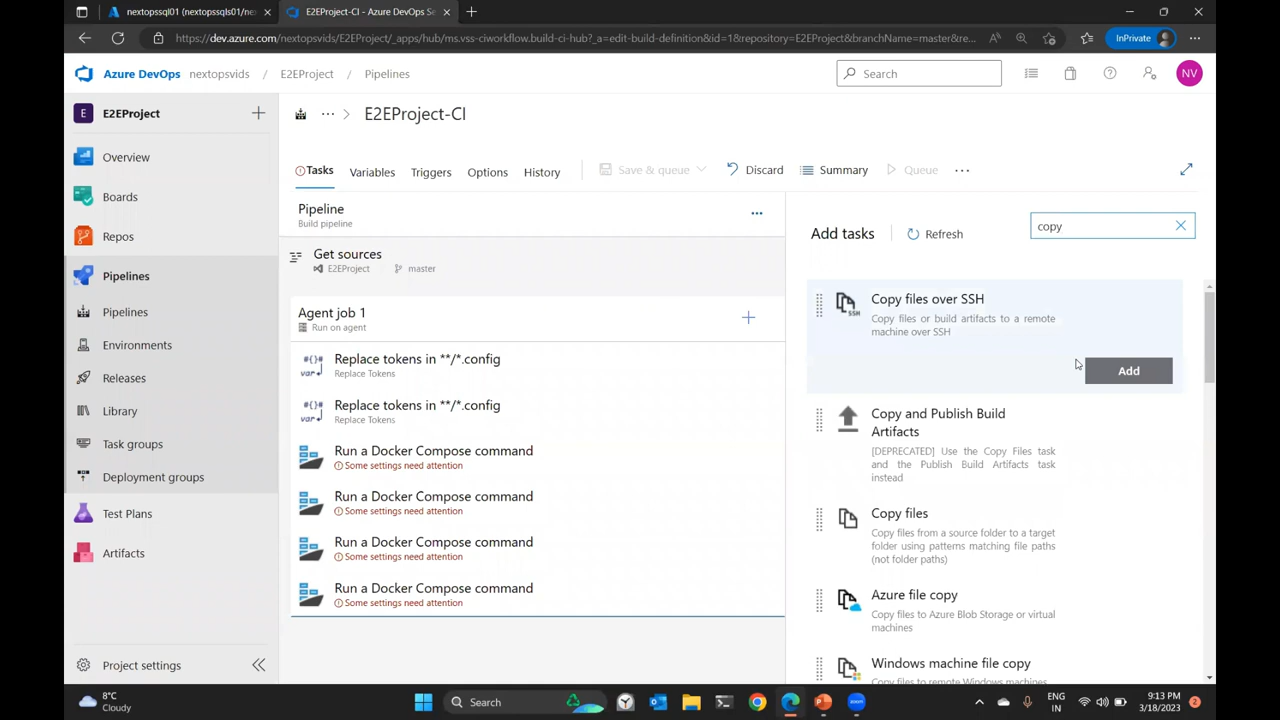 nextopssql01 (nextopssqls01/nex
E2EProject-CI - Azure DevOps Se
https://dev.azure.com/nextopsvids/E2EProject/_apps/hub/ms.vss-ciworkflow.build-ci-hub?_a=edit-build-definition&id=1&repository=E2EProject&branchName=master&re...
InPrivate
Azure DevOps nextopsvids / E2EProject / Pipelines
Search
NV
E E2EProject
E2EProject-CI
Overview
Boards
Repos
Pipelines
Pipelines
Environments
Releases
Library
Task groups
Deployment groups
Test Plans
Artifacts
Project settings
Tasks Variables Triggers Options History Save & queue Discard Summary Queue ...
Pipeline
Build pipeline
Get sources
E2EProject master
Agent job 1
Run on agent
Replace tokens in **/*.config
Replace Tokens
Replace tokens in **/*.config
Replace Tokens
Run a Docker Compose command
Some settings need attention
Run a Docker Compose command
Some settings need attention
Run a Docker Compose command
Some settings need attention
Run a Docker Compose command
Some settings need attention
Add tasks Refresh copy
Copy files over SSH
Copy files or build artifacts to a remote
machine over SSH
Add
Copy and Publish Build
Artifacts
[DEPRECATED] Use the Copy Files task
and the Publish Build Artifacts task
instead
Copy files
Copy files from a source folder to a target
folder using patterns matching file paths
(not folder paths)
Azure file copy
Copy files to Azure Blob Storage or virtual
machines
Windows machine file copy
Copy files to remote Windows machines
8°C
Cloudy
Search
ENG
IN
9:13 PM
3/18/2023
2